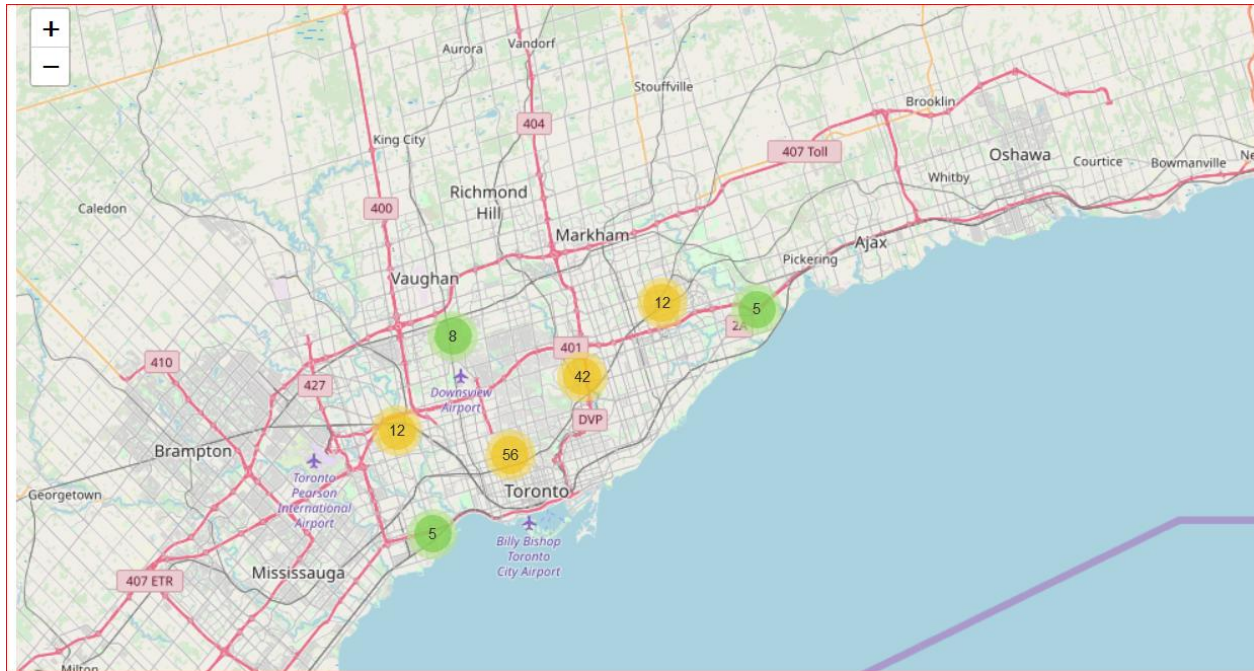 +
−
Aurora
Vandorf
Stouffville
404
King City
Brooklin
407 Toll
Oshawa
Courtice
Bowmanville
Whitby
Richmond
Hill
Caledon
400
Markham
Ajax
Pickering
Vaughan
12
5
8
2A
401
410
427
42
Downsview
Airport
DVP
12
Brampton
56
Toronto
Pearson
International
Airport
Georgetown
Toronto
5
Billy Bishop
Toronto
City Airport
Mississauga
407 ETR
Milton